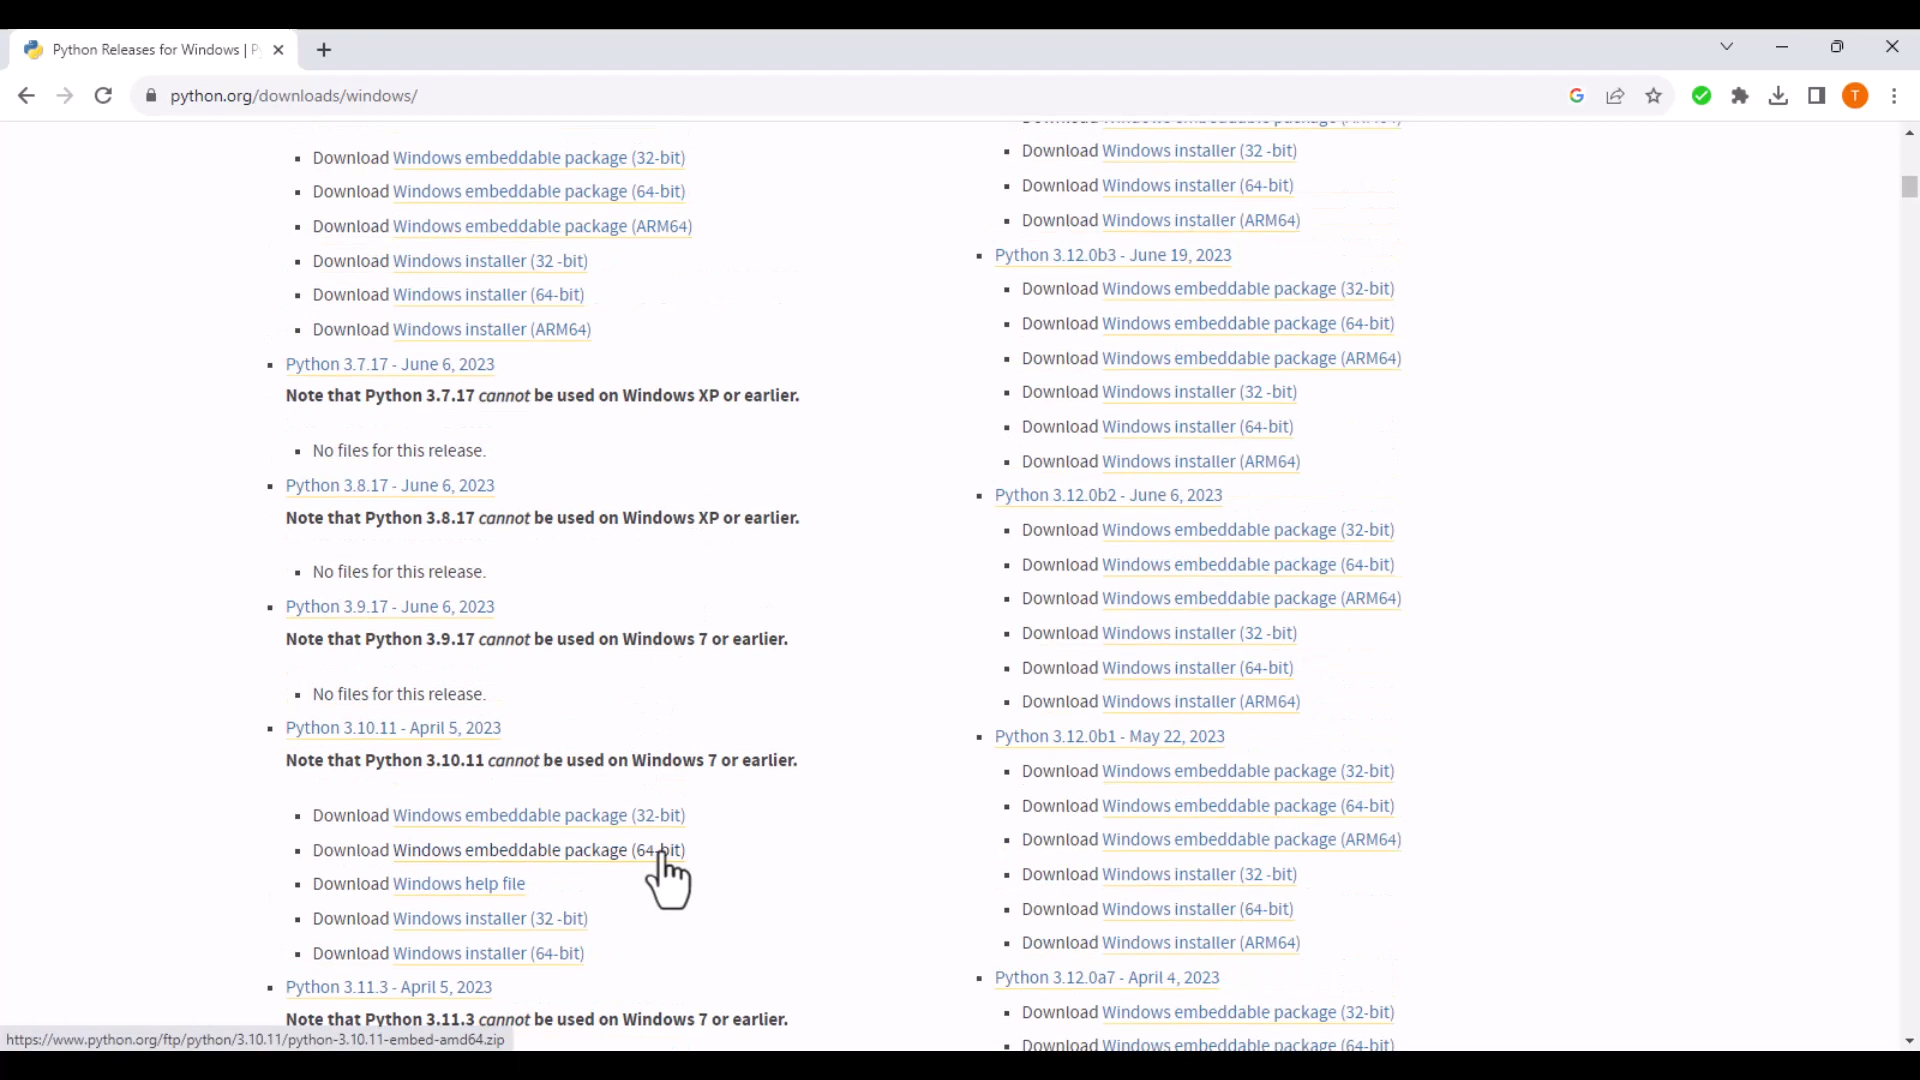 Python Releases for Windows | P
python.org/downloads/windows/
T
Download Windows embeddable package (32-bit)
Download Windows embeddable package (64-bit)
Download Windows embeddable package (ARM64)
Download Windows installer (32 -bit)
Download Windows installer (64-bit)
Download Windows installer (ARM64)
Python 3.7.17 - June 6, 2023
Note that Python 3.7.17 cannot be used on Windows XP or earlier.
No files for this release.
Python 3.8.17 - June 6, 2023
Note that Python 3.8.17 cannot be used on Windows XP or earlier.
No files for this release.
Python 3.9.17 - June 6, 2023
Note that Python 3.9.17 cannot be used on Windows 7 or earlier.
No files for this release.
Python 3.10.11 - April 5, 2023
Note that Python 3.10.11 cannot be used on Windows 7 or earlier.
Download Windows embeddable package (32-bit)
Download Windows embeddable package (64-bit)
Download Windows help file
Download Windows installer (32 -bit)
Download Windows installer (64-bit)
Python 3.11.3 - April 5, 2023
Note that Python 3.11.3 cannot be used on Windows 7 or earlier.
https://www.python.org/ftp/python/3.10.11/python-3.10.11-embed-amd64.zip
Download Windows embeddable package (ARM64)
Download Windows installer (32 -bit)
Download Windows installer (64-bit)
Download Windows installer (ARM64)
Python 3.12.0b3 - June 19, 2023
Download Windows embeddable package (32-bit)
Download Windows embeddable package (64-bit)
Download Windows embeddable package (ARM64)
Download Windows installer (32 -bit)
Download Windows installer (64-bit)
Download Windows installer (ARM64)
Python 3.12.0b2 - June 6, 2023
Download Windows embeddable package (32-bit)
Download Windows embeddable package (64-bit)
Download Windows embeddable package (ARM64)
Download Windows installer (32 -bit)
Download Windows installer (64-bit)
Download Windows installer (ARM64)
Python 3.12.0b1 - May 22, 2023
Download Windows embeddable package (32-bit)
Download Windows embeddable package (64-bit)
Download Windows embeddable package (ARM64)
Download Windows installer (32 -bit)
Download Windows installer (64-bit)
Download Windows installer (ARM64)
Python 3.12.0a7 - April 4, 2023
Download Windows embeddable package (32-bit)
Download Windows embeddable package (64-bit)